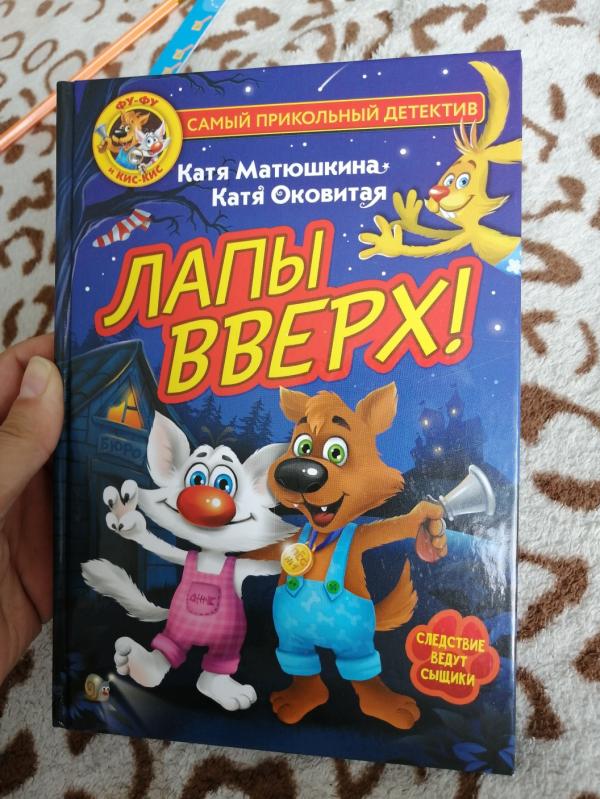 ФУ-ФУ
И КИС-КИС
САМЫЙ ПРИКОЛЬНЫЙ ДЕТЕКТИВ
Катя Матюшкина
Катя Оковитая
ЛАПЫ
ВВЕРХ!
БЮРО
СЛЕДСТВИЕ
ВЕДУТ
СЫЩИКИ